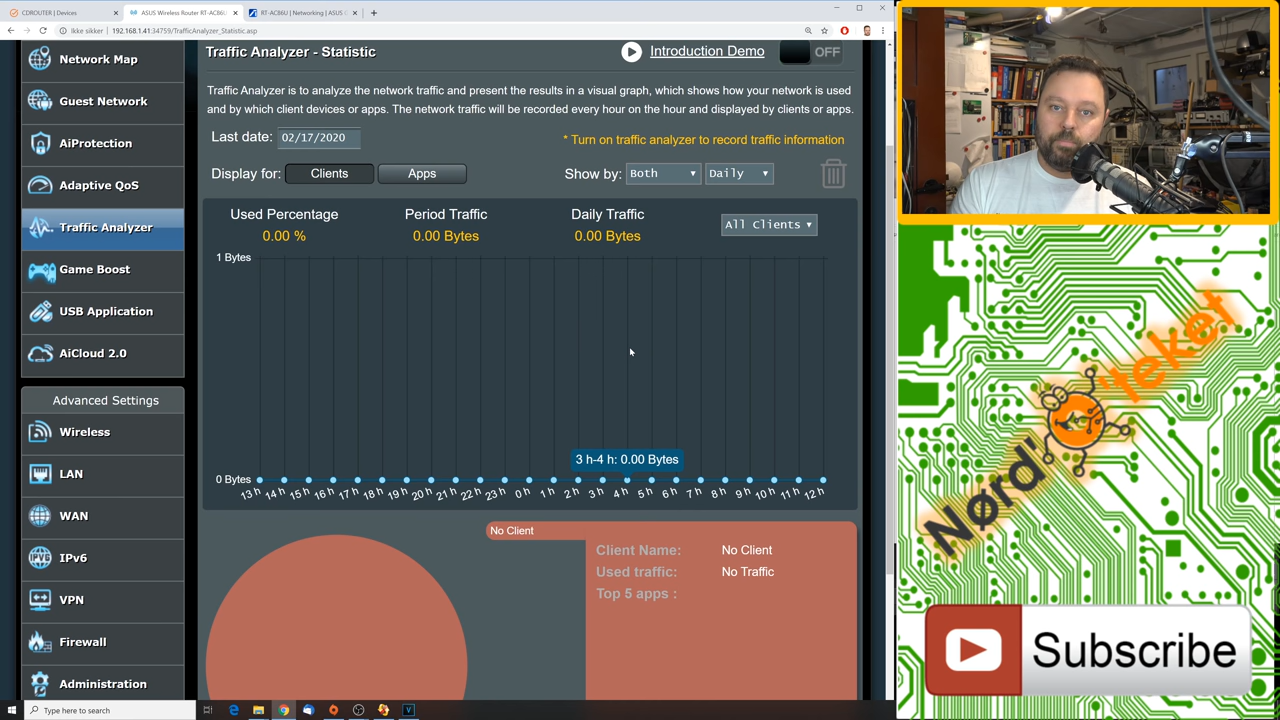 CDROUTER | Devices
ASUS Wireless Router RT-AC86U
RT-AC86U | Networking | ASUS
Ikke sikker | 192.168.1.41:34759/TrafficAnalyzer_Statistic.asp
Network Map
Guest Network
AiProtection
Adaptive QoS
Traffic Analyzer
Game Boost
USB Application
AiCloud 2.0
Advanced Settings
Wireless
LAN
WAN
IPv6
VPN
Firewall
Administration
Traffic Analyzer - Statistic
Introduction Demo
OFF
Traffic Analyzer is to analyze the network traffic and present the results in a visual graph, which shows how your network is used
and by which client devices or apps. The network traffic will be recorded every hour on the hour and displayed by clients or apps.
Last date: 02/17/2020
* Turn on traffic analyzer to record traffic information
Display for: Clients Apps
Show by: Both Daily
Used Percentage Period Traffic Daily Traffic
0.00 % 0.00 Bytes 0.00 Bytes
All Clients
1 Bytes
3 h-4 h: 0.00 Bytes
0 Bytes
13 h 14 h 15 h 16 h 17 h 18 h 19 h 20 h 21 h 22 h 23 h 0 h 1 h 2 h 3 h 4 h 5 h 6 h 7 h 8 h 9 h 10 h 11 h 12 h
No Client
Client Name: No Client
Used traffic: No Traffic
Top 5 apps :
Type here to search
Nørd'teket
Subscribe